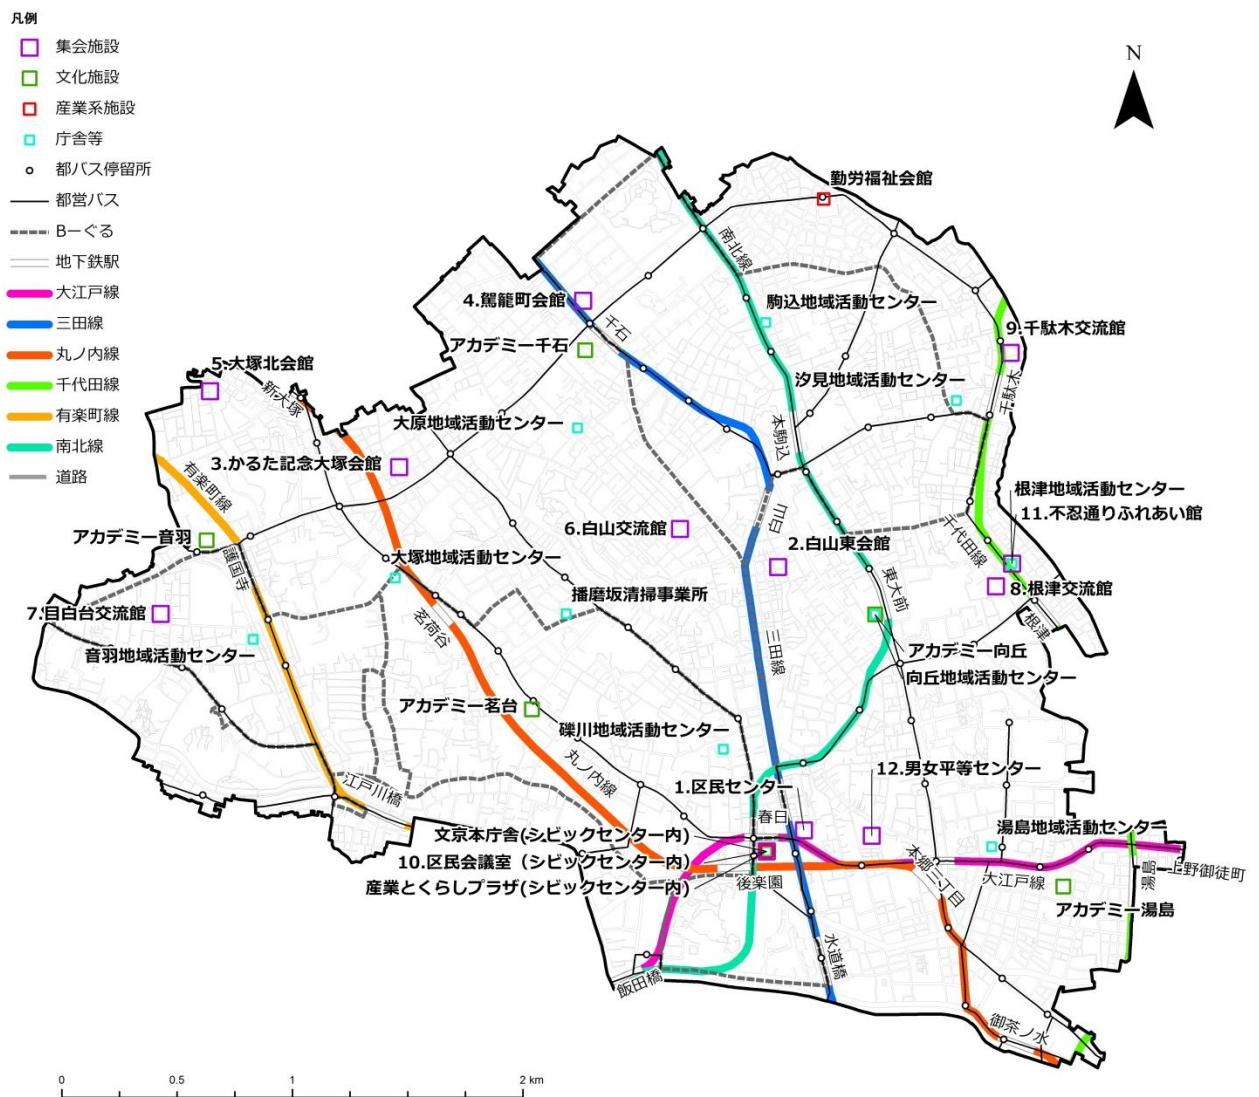 凡例
集会施設
文化施設
産業系施設
庁舎等
都バス停留所
都営バス
Bーぐる
地下鉄駅
大江戸線
三田線
丸ノ内線
千代田線
有楽町線
南北線
道路
N
勤労福祉会館
南北線
4.駕籠町会館
千石
駒込地域活動センター
9.千駄木交流館
アカデミー千石
5.大塚北会館
新大塚
汐見地域活動センター
千駄木
大原地域活動センター
本駒込
3.かるた記念大塚会館
有楽町線
根津地域活動センター
11.不忍通りふれあい館
白山
6.白山交流館
千代田線
アカデミー音羽
護国寺
大塚地域活動センター
2.白山東会館
東大前
播磨坂清掃事業所
8.根津交流館
7.目白台交流館
茗荷谷
根津
音羽地域活動センター
三田線
アカデミー向丘
向丘地域活動センター
アカデミー茗台
礫川地域活動センター
丸ノ内線
12.男女平等センター
1.区民センター
江戸川橋
春日
湯島地域活動センター
文京本庁舎(シビックセンター内)
10.区民会議室（シビックセンター内）
産業とくらしプラザ(シビックセンター内)
後楽園
本郷三丁目
大江戸線
湯島
上野御徒町
アカデミー湯島
水道橋
飯田橋
御茶ノ水
0 0.5 1 2 km